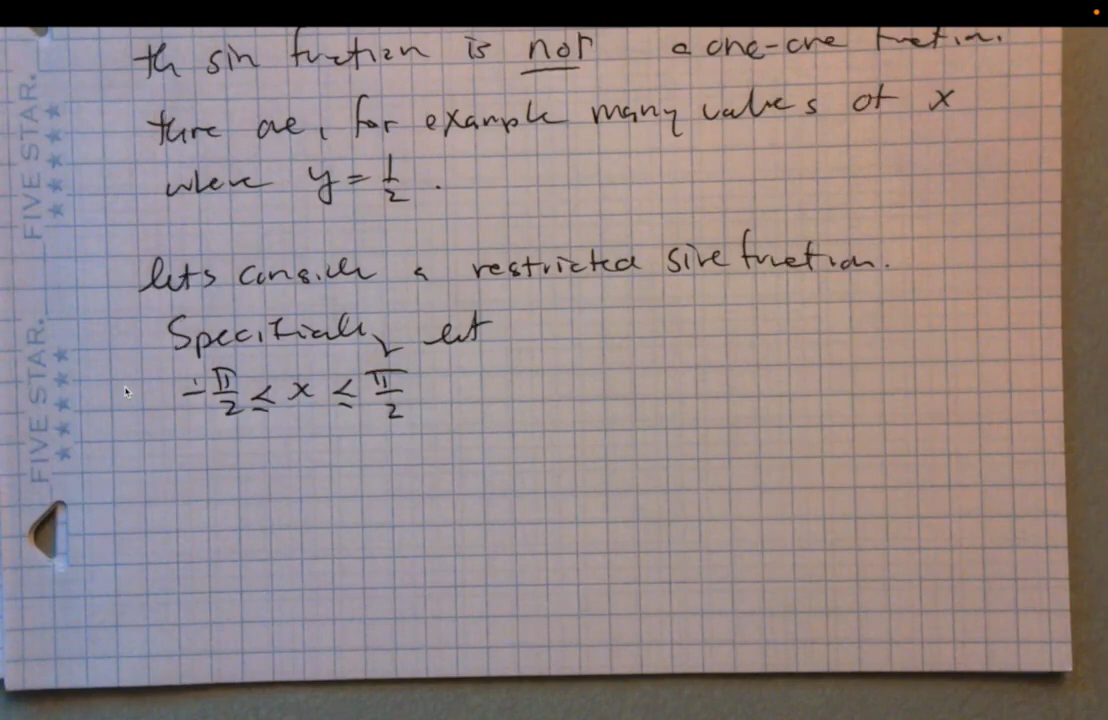 the sin function is not a one-one function.
there are, for example many values of x
where y = 1/2 .
lets consider a restricted sine function.
Specifically let
-π/2 ≤ x ≤ π/2
FIVE STAR.
FIVE STAR.